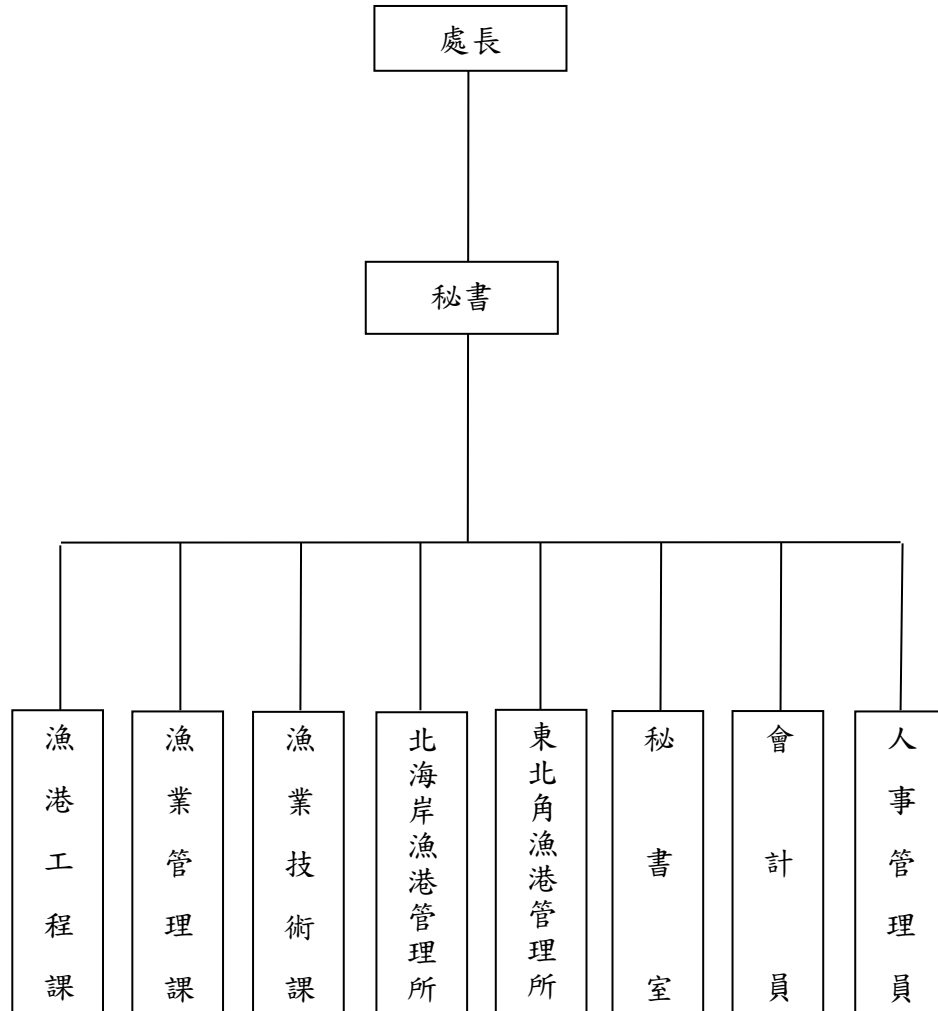 處長
秘書
漁港工程課
漁業管理課
漁業技術課
北海岸漁港管理所
東北角漁港管理所
秘書室
會計員
人事管理員